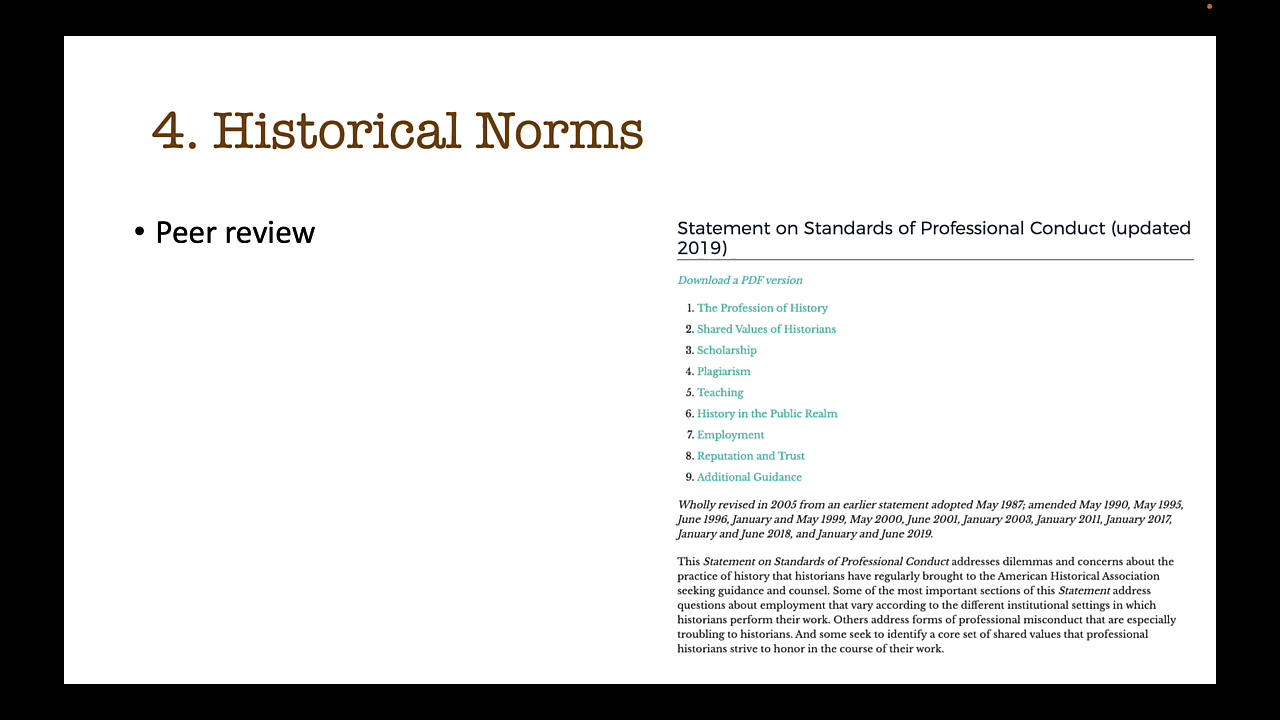 4. Historical Norms
• Peer review
Statement on Standards of Professional Conduct (updated
2019)
Download a PDF version
1. The Profession of History
2. Shared Values of Historians
3. Scholarship
4. Plagiarism
5. Teaching
6. History in the Public Realm
7. Employment
8. Reputation and Trust
9. Additional Guidance
Wholly revised in 2005 from an earlier statement adopted May 1987; amended May 1990, May 1995,
June 1996, January and May 1999, May 2000, June 2001, January 2003, January 2011, January 2017,
January and June 2018, and January and June 2019.
This Statement on Standards of Professional Conduct addresses dilemmas and concerns about the
practice of history that historians have regularly brought to the American Historical Association
seeking guidance and counsel. Some of the most important sections of this Statement address
questions about employment that vary according to the different institutional settings in which
historians perform their work. Others address forms of professional misconduct that are especially
troubling to historians. And some seek to identify a core set of shared values that professional
historians strive to honor in the course of their work.